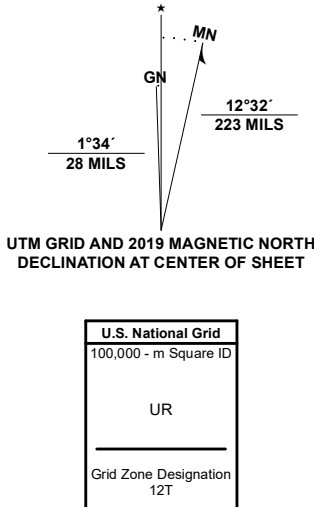 MN
GN
12°32´
223 MILS
1°34´
28 MILS
UTM GRID AND 2019 MAGNETIC NORTH
DECLINATION AT CENTER OF SHEET
U.S. National Grid
100,000 - m Square ID
UR
Grid Zone Designation
12T